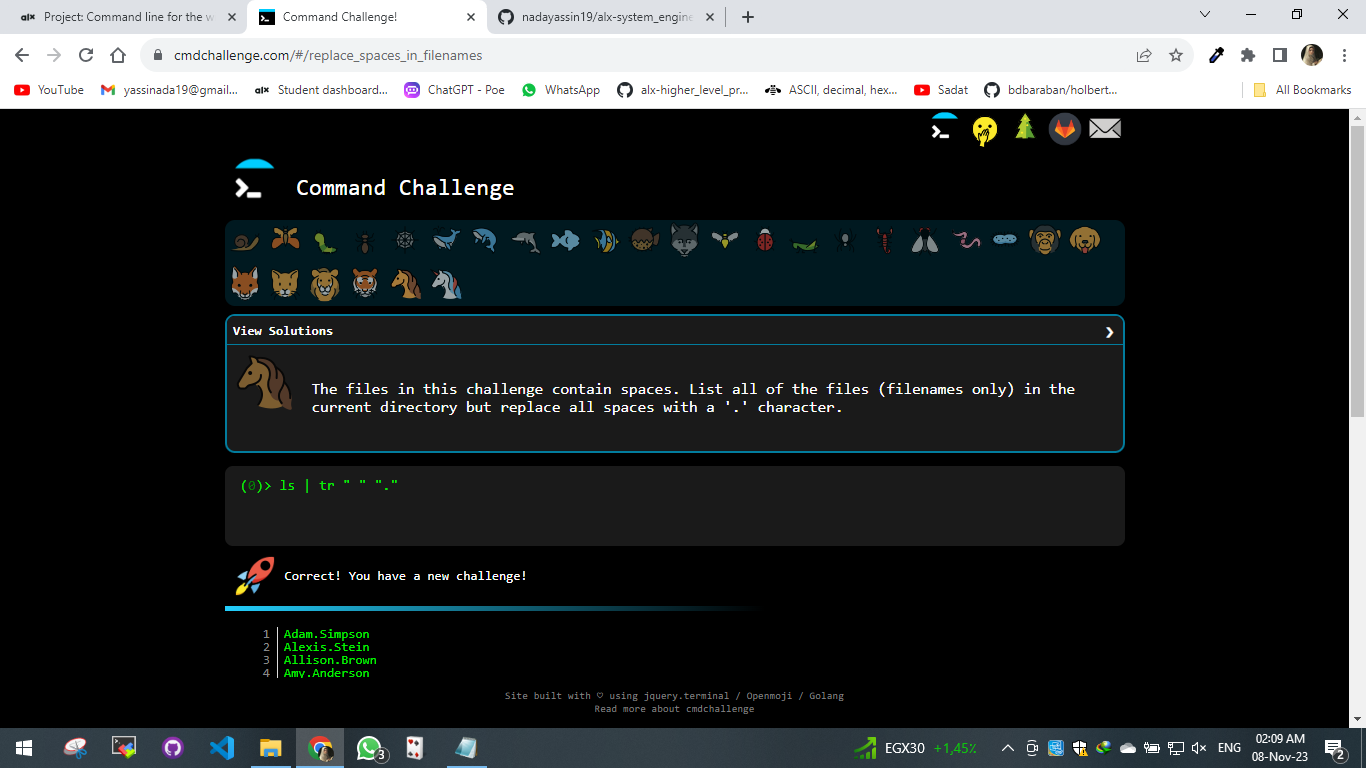 alx Project: Command line for the w
Command Challenge!
nadayassin19/alx-system_engine
cmdchallenge.com/#/replace_spaces_in_filenames
YouTube yassinada19@gmail... alx Student dashboard... ChatGPT - Poe WhatsApp alx-higher_level_pr... ASCII, decimal, hex... Sadat bdbaraban/holbert... All Bookmarks
Command Challenge
View Solutions
The files in this challenge contain spaces. List all of the files (filenames only) in the
current directory but replace all spaces with a '.' character.
(0)> ls | tr " " "."
Correct! You have a new challenge!
1 Adam.Simpson
2 Alexis.Stein
3 Allison.Brown
4 Amy.Anderson
Site built with ♡ using jquery.terminal / Openmoji / Golang
Read more about cmdchallenge
3
EGX30 +1,45%
ENG
02:09 AM
08-Nov-23
2